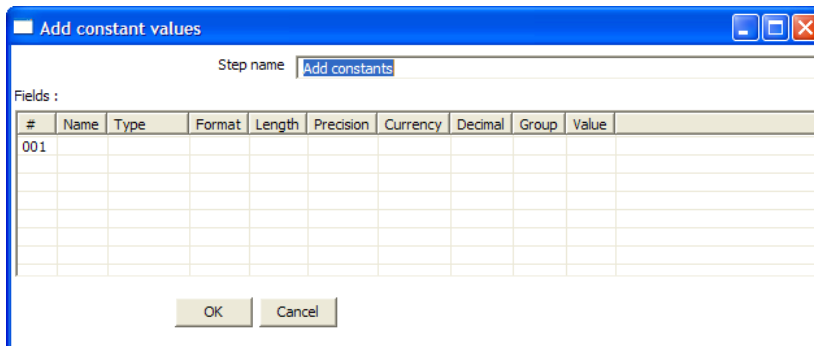 Add constant values
Step name Add constants
Fields :
# Name Type Format Length Precision Currency Decimal Group Value
001
OK Cancel